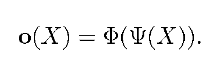 o(X) = Φ(Ψ(X)).